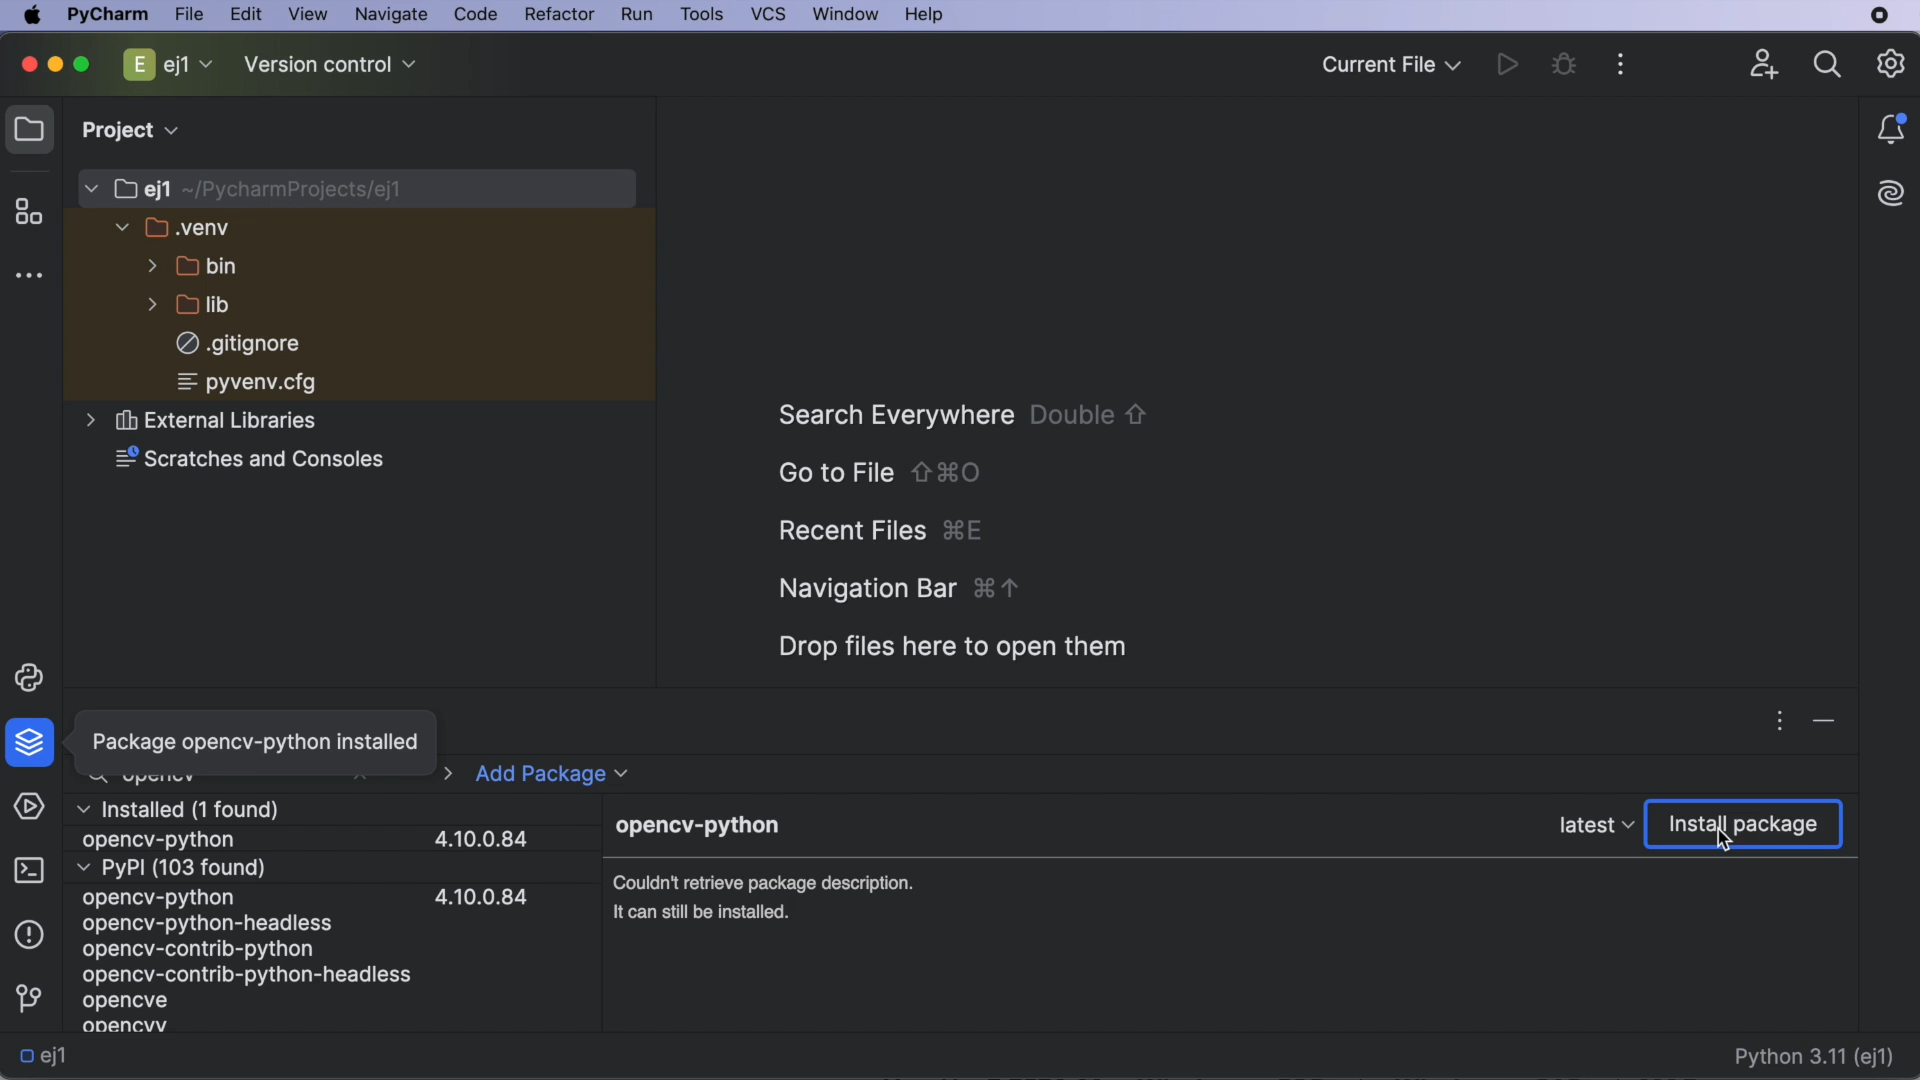 PyCharm File Edit View Navigate Code Refactor Run Tools VCS Window Help
E ej1 Version control Current File
Project
ej1 ~/PycharmProjects/ej1
.venv
bin
lib
.gitignore
pyvenv.cfg
External Libraries
Scratches and Consoles
Search Everywhere Double ⇧
Go to File ⇧⌘O
Recent Files ⌘E
Navigation Bar ⌘↑
Drop files here to open them
Package opencv-python installed
opencv Add Package
Installed (1 found)
opencv-python 4.10.0.84
PyPI (103 found)
opencv-python 4.10.0.84
opencv-python-headless
opencv-contrib-python
opencv-contrib-python-headless
opencve
opencvv
opencv-python latest Install package
Couldn't retrieve package description.
It can still be installed.
ej1 Python 3.11 (ej1)